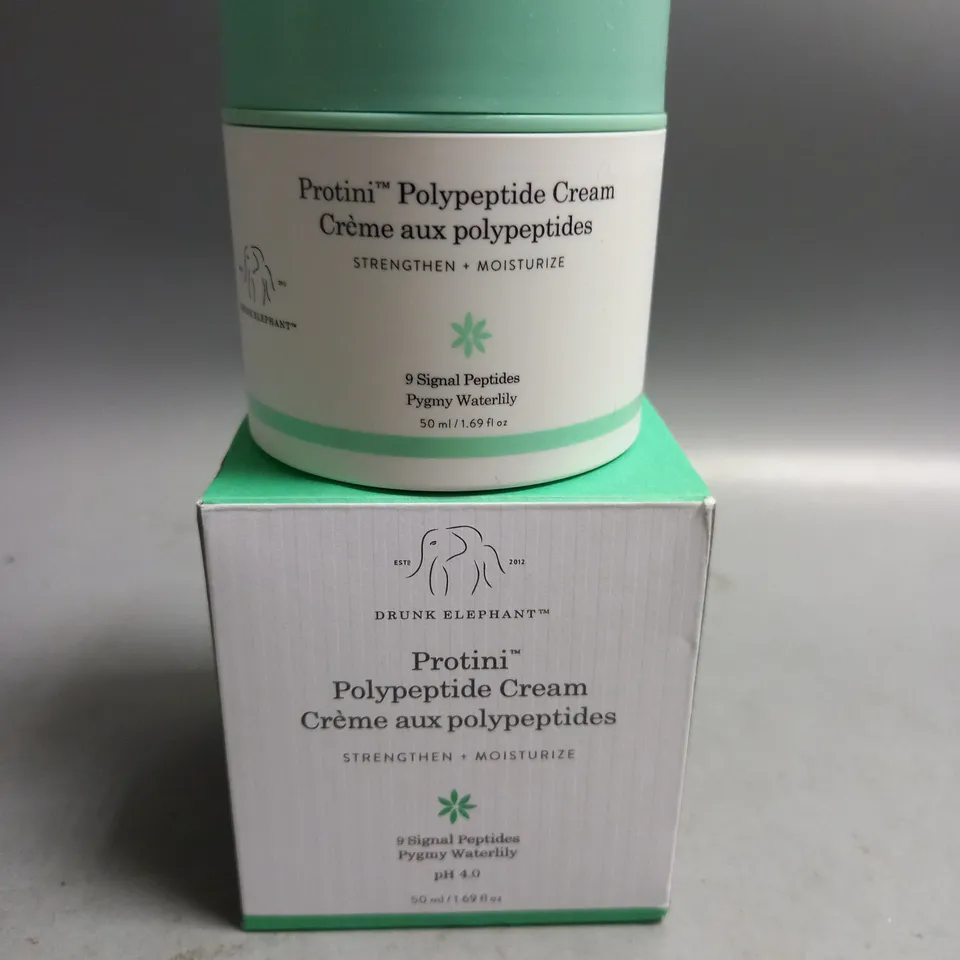 Protini™ Polypeptide Cream
Crème aux polypeptides
STRENGTHEN + MOISTURIZE
ELEPHANT™
9 Signal Peptides
Pygmy Waterlily
50 ml / 1.69 fl oz
ESTD 2012
DRUNK ELEPHANT™
Protini™
Polypeptide Cream
Crème aux polypeptides
STRENGTHEN + MOISTURIZE
9 Signal Peptides
Pygmy Waterlily
pH 4.0
50 ml / 1.69 fl oz